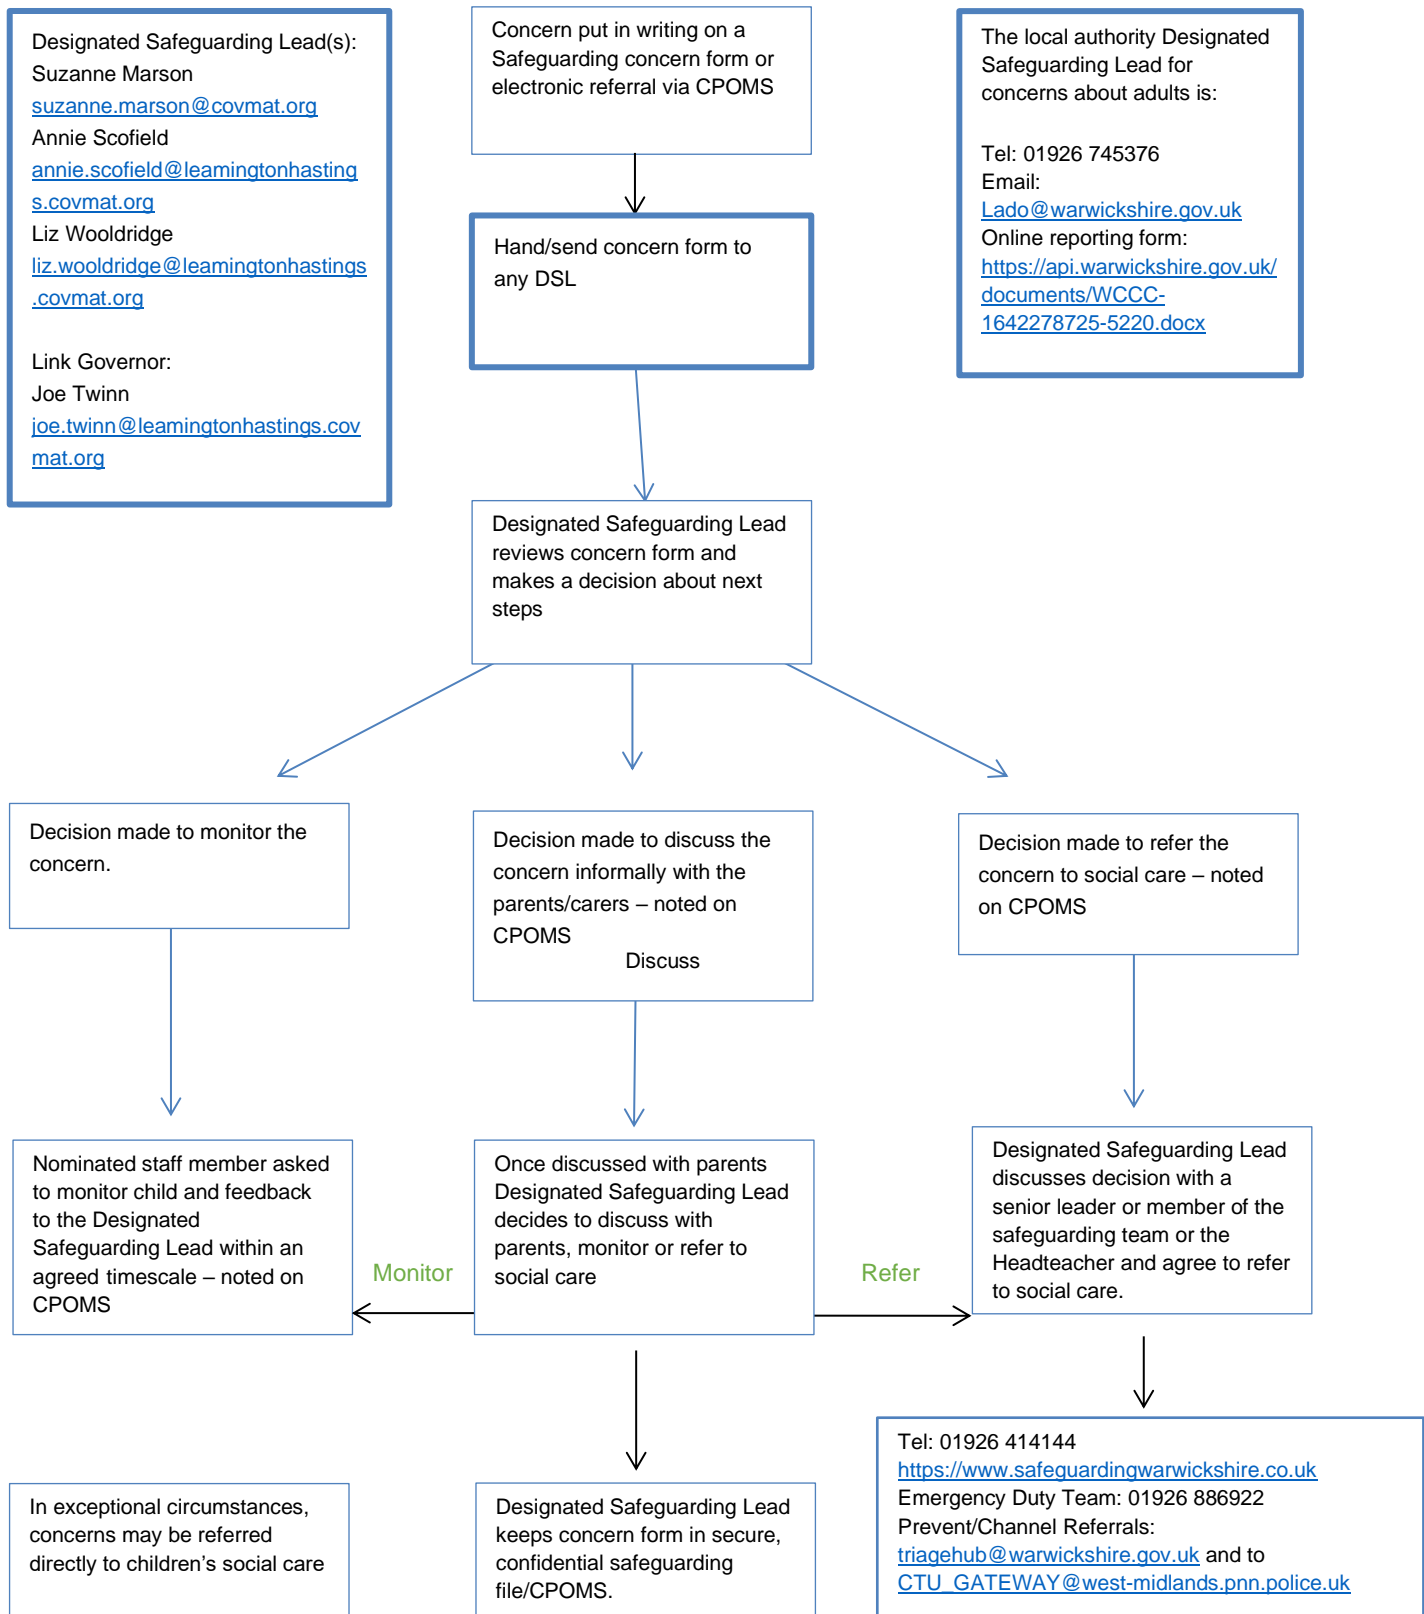 Designated Safeguarding Lead(s):
Suzanne Marson
suzanne.marson@covmat.org
Annie Scofield
annie.scofield@leamingtonhasting
s.covmat.org
Liz Wooldridge
liz.wooldridge@leamingtonhastings
.covmat.org
Link Governor:
Joe Twinn
joe.twinn@leamingtonhastings.cov
mat.org
Concern put in writing on a
Safeguarding concern form or
electronic referral via CPOMS
The local authority Designated
Safeguarding Lead for
concerns about adults is:
Tel: 01926 745376
Email:
Lado@warwickshire.gov.uk
Online reporting form:
https://api.warwickshire.gov.uk/
documents/WCCC-
1642278725-5220.docx
Hand/send concern form to
any DSL
Designated Safeguarding Lead
reviews concern form and
makes a decision about next
steps
Decision made to monitor the
concern.
Decision made to discuss the
concern informally with the
parents/carers – noted on
CPOMS
Discuss
Decision made to refer the
concern to social care – noted
on CPOMS
Nominated staff member asked
to monitor child and feedback
to the Designated
Safeguarding Lead within an
agreed timescale – noted on
CPOMS
Monitor
Once discussed with parents
Designated Safeguarding Lead
decides to discuss with
parents, monitor or refer to
social care
Refer
Designated Safeguarding Lead
discusses decision with a
senior leader or member of the
safeguarding team or the
Headteacher and agree to refer
to social care.
In exceptional circumstances,
concerns may be referred
directly to children’s social care
Designated Safeguarding Lead
keeps concern form in secure,
confidential safeguarding
file/CPOMS.
Tel: 01926 414144
https://www.safeguardingwarwickshire.co.uk
Emergency Duty Team: 01926 886922
Prevent/Channel Referrals:
triagehub@warwickshire.gov.uk and to
CTU_GATEWAY@west-midlands.pnn.police.uk